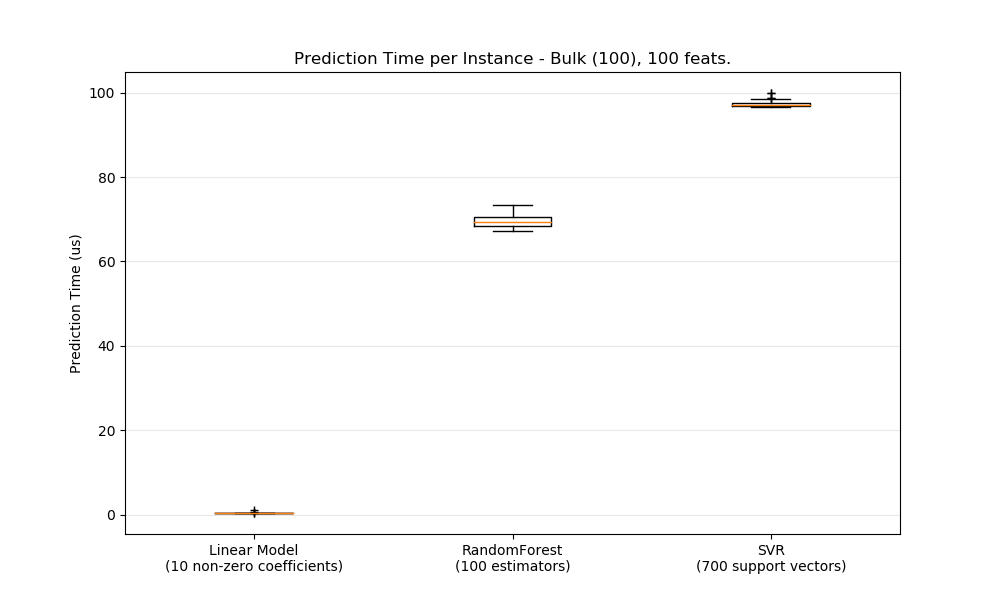 Prediction Time per Instance - Bulk (100), 100 feats.
Prediction Time (us)
100
80
60
40
20
0
Linear Model
(10 non-zero coefficients)
RandomForest
(100 estimators)
SVR
(700 support vectors)